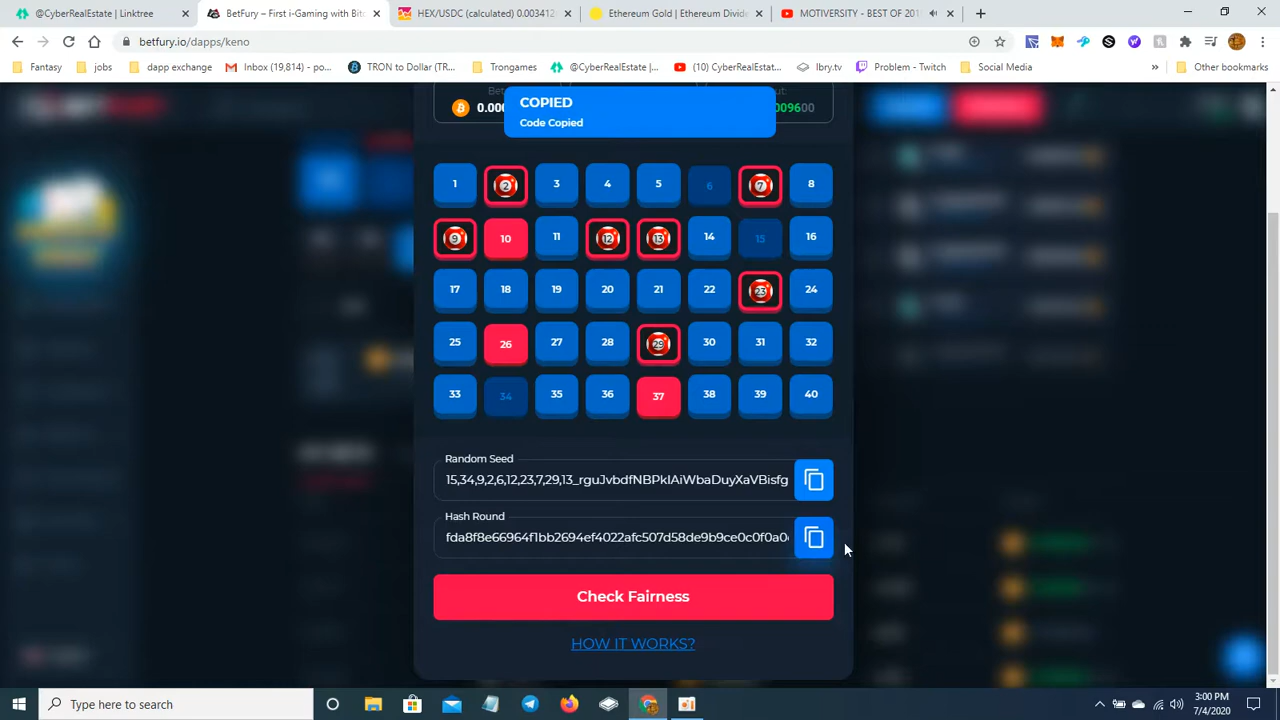 @CyberRealEstate | Linktree
BetFury – First i-Gaming with Bit
HEX/USDC (calculated) 0.003412
Ethereum Gold | EthereumDivide
MOTIVERSITY - BEST OF 201
betfury.io/dapps/keno
Fantasy
jobs
dapp exchange
Inbox (19,814) - po...
TRON to Dollar (TR...
Trongames
@CyberRealEstate |...
(10) CyberRealEstat...
lbry.tv
Problem - Twitch
Social Media
»
Other bookmarks
COPIED
Code Copied
1 2 3 4 5 6 7 8
9 10 11 12 13 14 15 16
17 18 19 20 21 22 23 24
25 26 27 28 29 30 31 32
33 34 35 36 37 38 39 40
Random Seed
15,34,9,2,6,12,23,7,29,13_rguJvbdfNBPkIAiWbaDuyXaVBisfg
Hash Round
fda8f8e66964f1bb2694ef4022afc507d58de9b9ce0c0f0a0
Check Fairness
HOW IT WORKS?
Type here to search
3:00 PM
7/4/2020